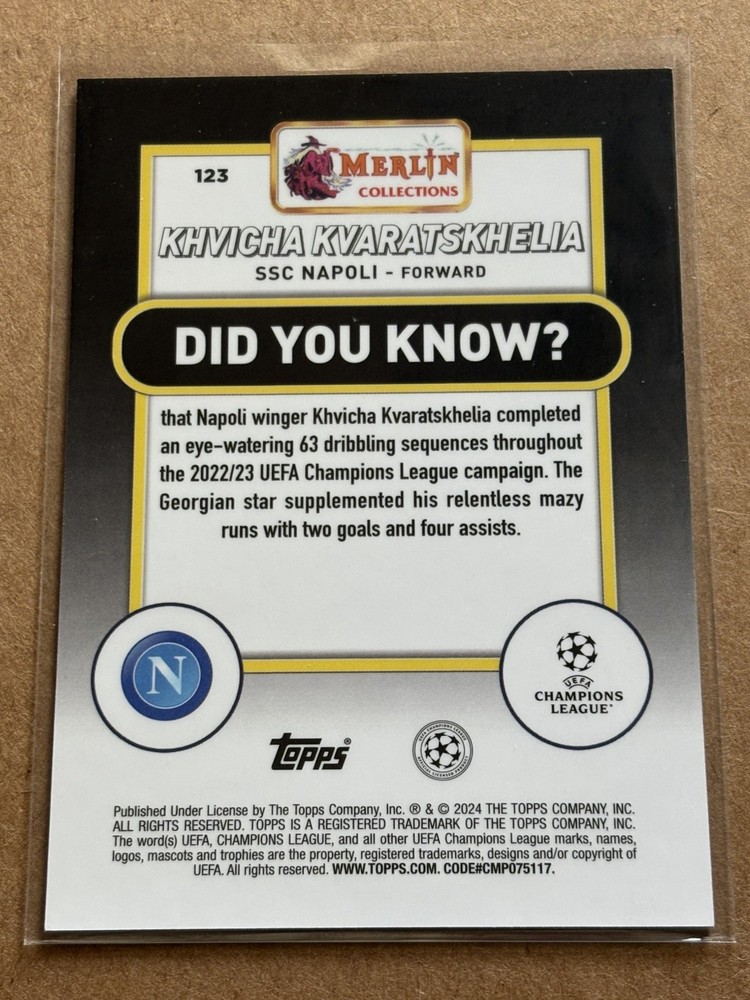 123
MERLIN
COLLECTIONS
KHVICHA KVARATSKHELIA
SSC NAPOLI - FORWARD
DID YOU KNOW?
that Napoli winger Khvicha Kvaratskhelia completed
an eye-watering 63 dribbling sequences throughout
the 2022/23 UEFA Champions League campaign. The
Georgian star supplemented his relentless mazy
runs with two goals and four assists.
N
UEFA
CHAMPIONS
LEAGUE®
Topps®
Published Under License by The Topps Company, Inc. ® & © 2024 THE TOPPS COMPANY, INC.
ALL RIGHTS RESERVED. TOPPS IS A REGISTERED TRADEMARK OF THE TOPPS COMPANY, INC.
The word(s) UEFA, CHAMPIONS LEAGUE, and all other UEFA Champions League marks, names,
logos, mascots and trophies are the property, registered trademarks, designs and/or copyright of
UEFA. All rights reserved. WWW.TOPPS.COM. CODE#CMP075117.